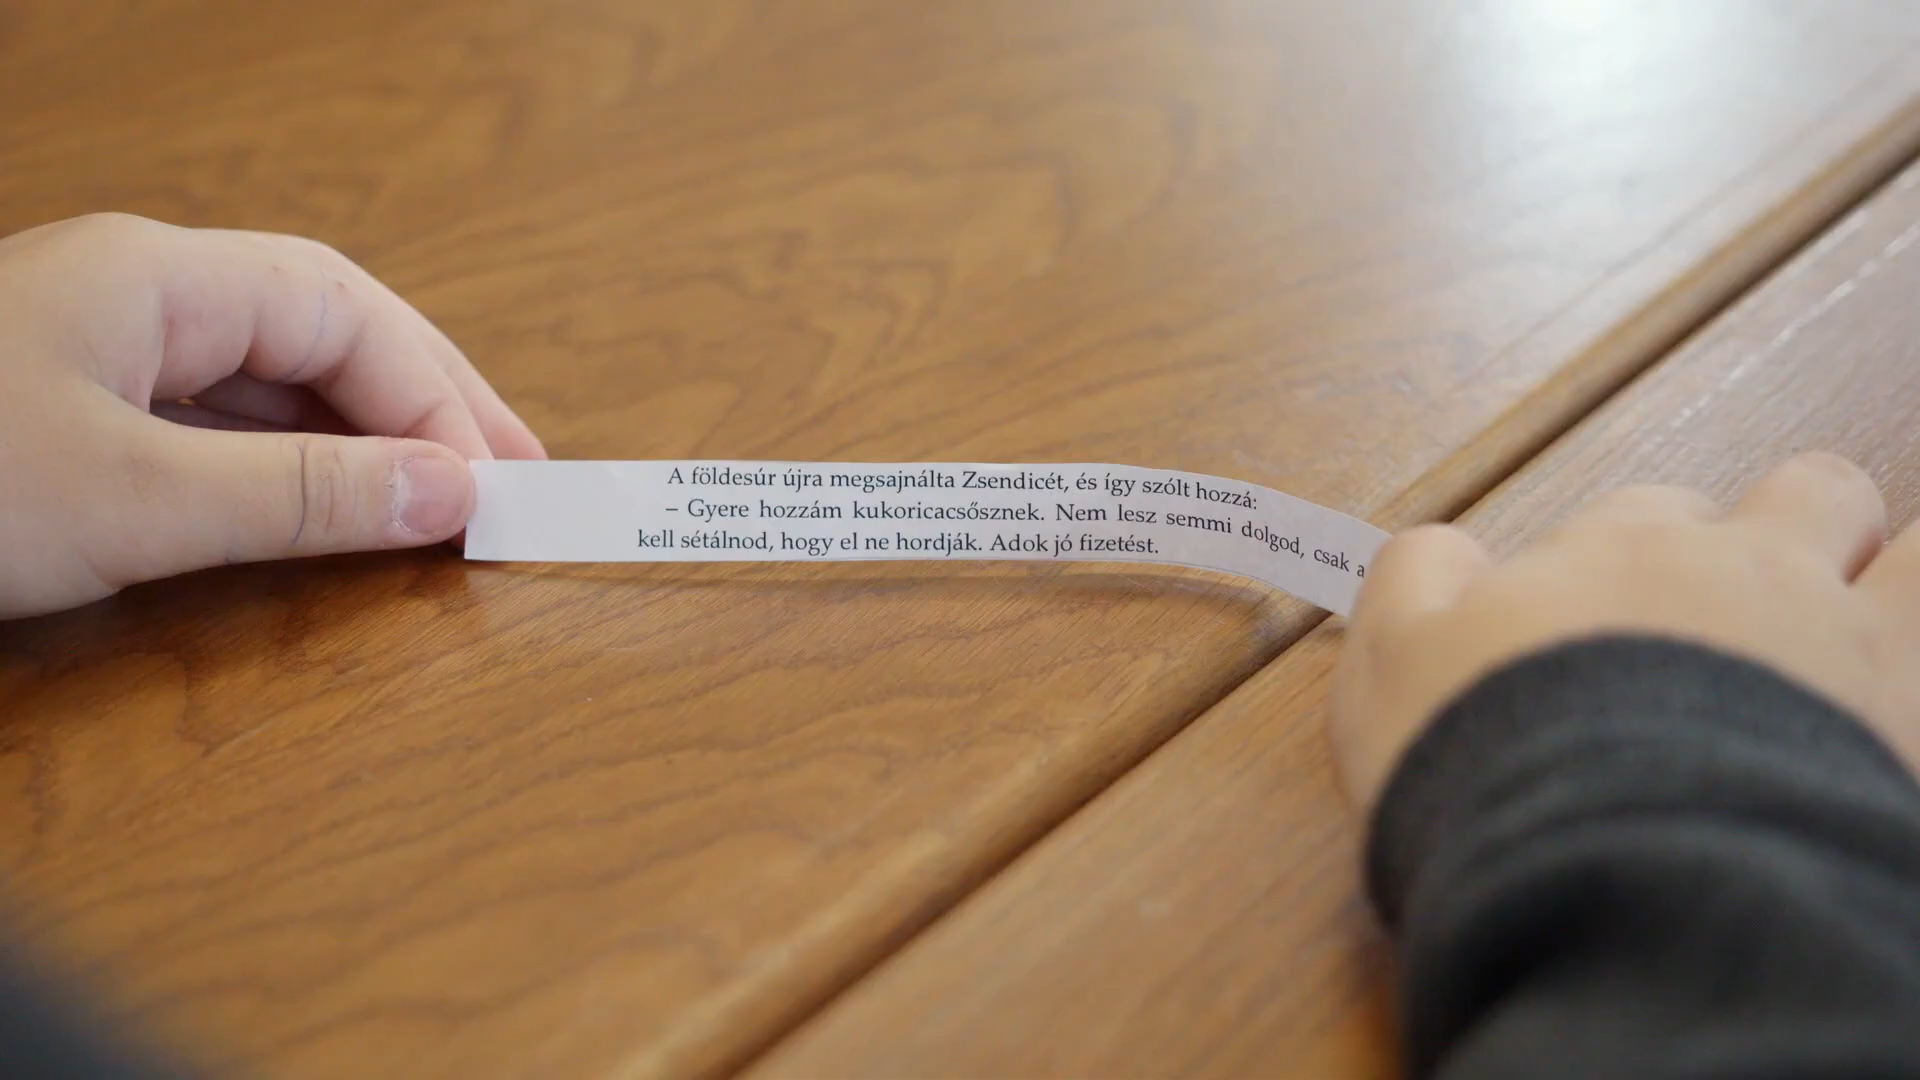 A földesúr újra megsajnálta Zsendicét, és így szólt hozzá:
– Gyere hozzám kukoricacsősznek. Nem lesz semmi dolgod, csak a
kell sétálnod, hogy el ne hordják. Adok jó fizetést.